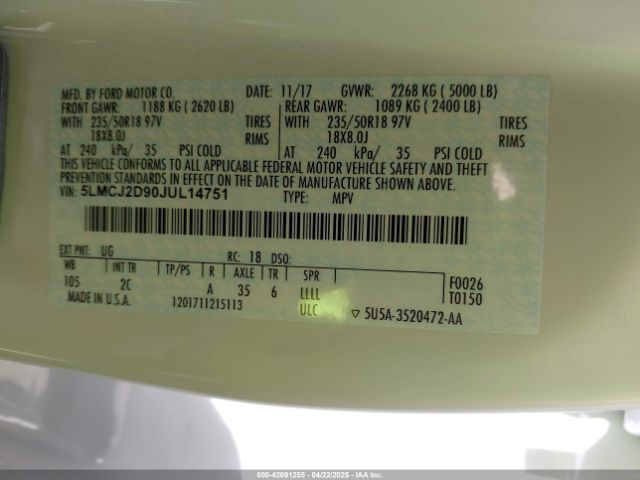 MFD. BY FORD MOTOR CO. DATE: 11/17 GVWR: 2268 KG ( 5000 LB)
FRONT GAWR: 1188 KG ( 2620 LB) REAR GAWR: 1089 KG ( 2400 LB)
WITH 235/50R18 97V TIRES WITH 235/50R18 97V TIRES
18X8.0J RIMS 18X8.0J RIMS
AT 240 kPa/ 35 PSI COLD AT 240 kPa/ 35 PSI COLD
THIS VEHICLE CONFORMS TO ALL APPLICABLE FEDERAL MOTOR VEHICLE SAFETY AND THEFT
PREVENTION STANDARDS IN EFFECT ON THE DATE OF MANUFACTURE SHOWN ABOVE.
VIN: 5LMCJ2D90JUL14751 TYPE: MPV
EXT PNT: UG RC: 18 DSO:
WB INT TR TP/PS R AXLE TR SPR
105 2C A 35 6 LLLL
ULC
F0026
T0150
MADE IN U.S.A. 1201711215113
▽ 5U5A-3520472-AA
000-42091255 - 04/22/2025 - IAAI.COM